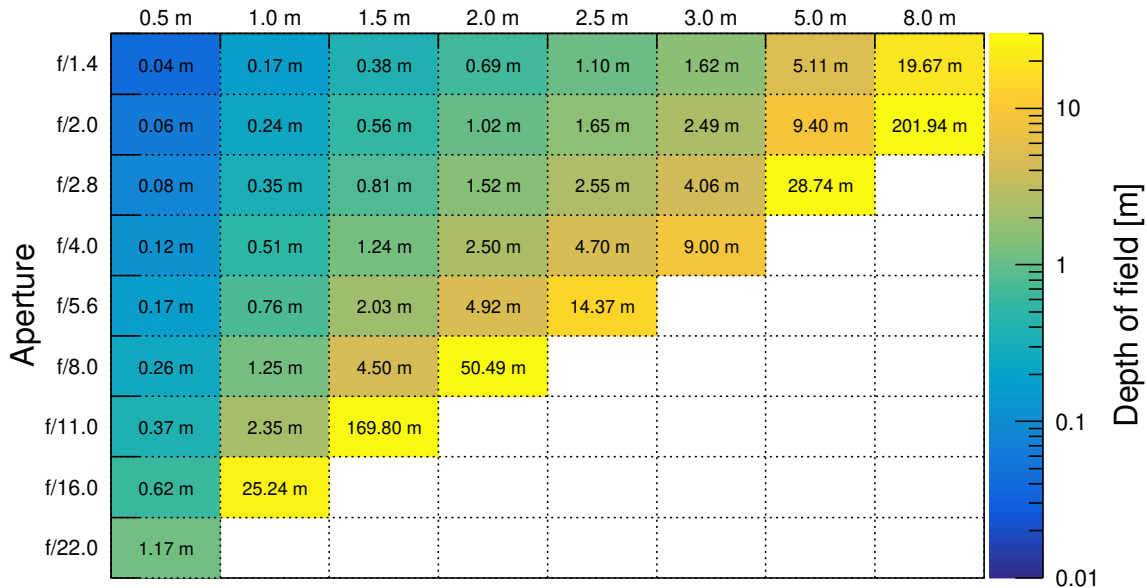 0.5 m 1.0 m 1.5 m 2.0 m 2.5 m 3.0 m 5.0 m 8.0 m
f/1.4 0.04 m 0.17 m 0.38 m 0.69 m 1.10 m 1.62 m 5.11 m 19.67 m
f/2.0 0.06 m 0.24 m 0.56 m 1.02 m 1.65 m 2.49 m 9.40 m 201.94 m
f/2.8 0.08 m 0.35 m 0.81 m 1.52 m 2.55 m 4.06 m 28.74 m
f/4.0 0.12 m 0.51 m 1.24 m 2.50 m 4.70 m 9.00 m
f/5.6 0.17 m 0.76 m 2.03 m 4.92 m 14.37 m
f/8.0 0.26 m 1.25 m 4.50 m 50.49 m
f/11.0 0.37 m 2.35 m 169.80 m
f/16.0 0.62 m 25.24 m
f/22.0 1.17 m
Aperture
10
1
0.1
0.01
Depth of field [m]